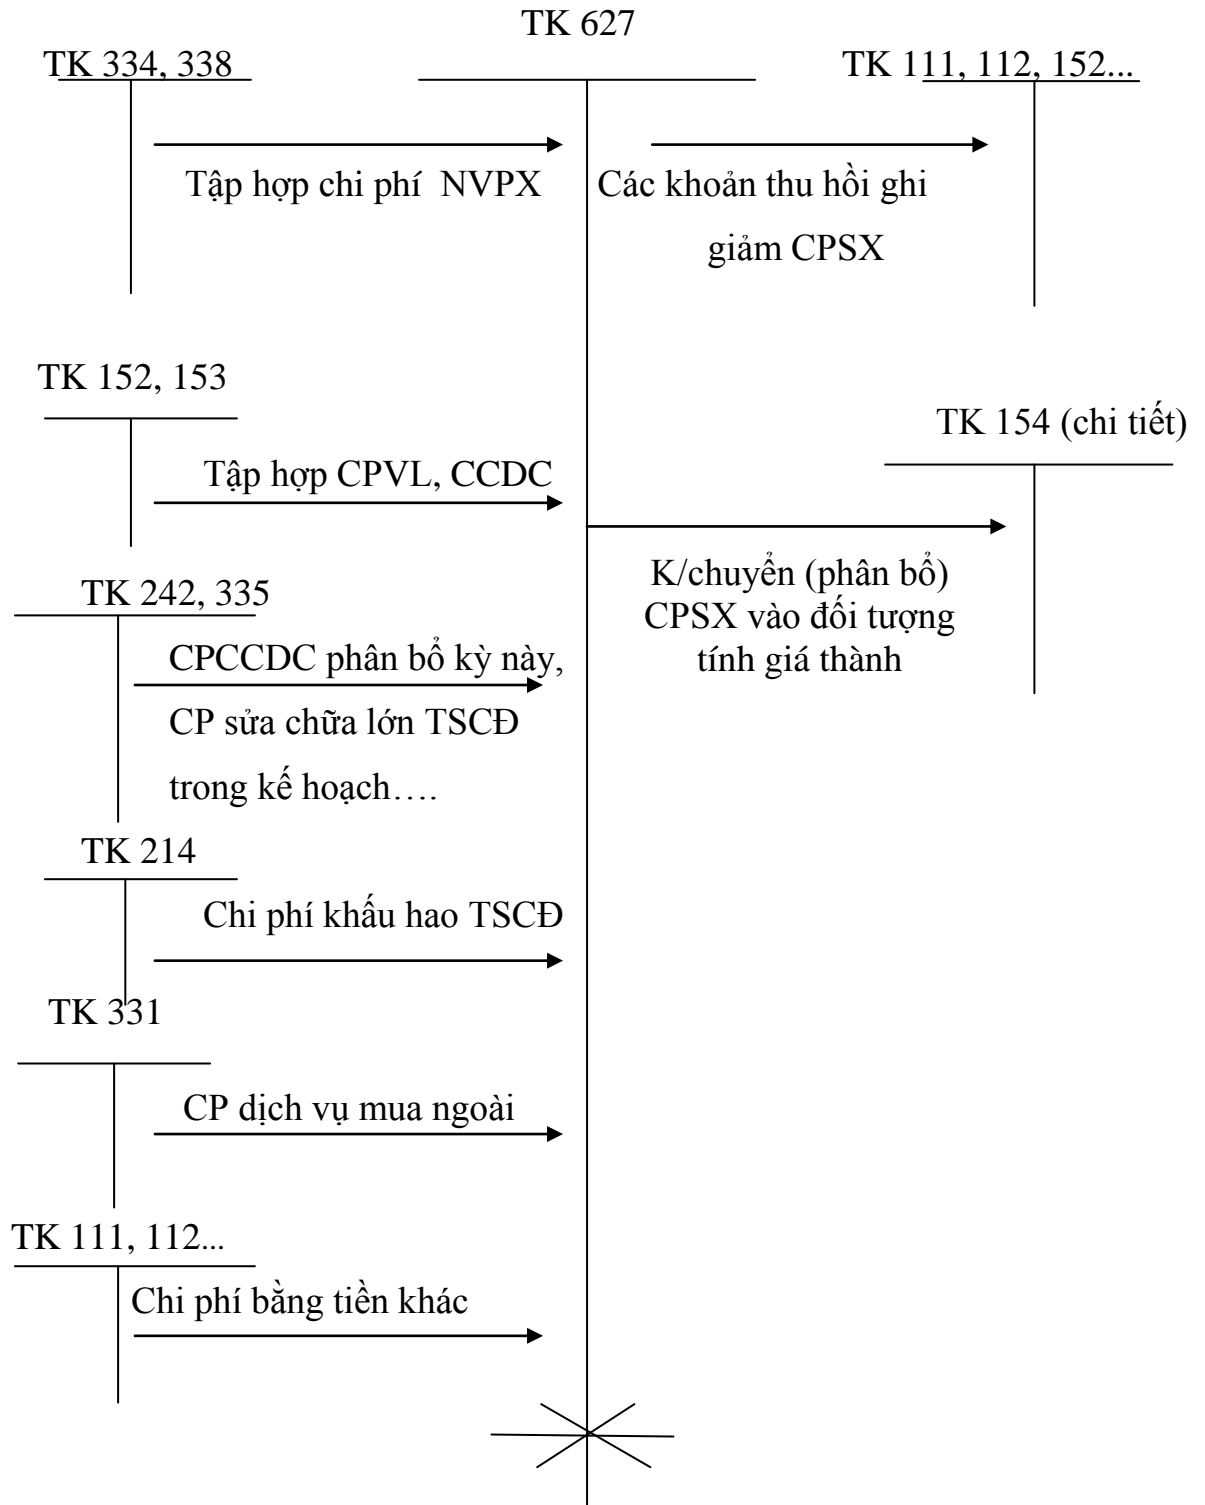 TK 627
TK 334, 338
TK 111, 112, 152...
Tập hợp chi phí NVPX
Các khoản thu hồi ghi
giảm CPSX
TK 152, 153
TK 154 (chi tiết)
Tập hợp CPVL, CCDC
K/chuyển (phân bổ)
CPSX vào đối tượng
tính giá thành
TK 242, 335
CPCCDC phân bổ kỳ này,
CP sửa chữa lớn TSCĐ
trong kế hoạch….
TK 214
Chi phí khấu hao TSCĐ
TK 331
CP dịch vụ mua ngoài
TK 111, 112...
Chi phí bằng tiền khác